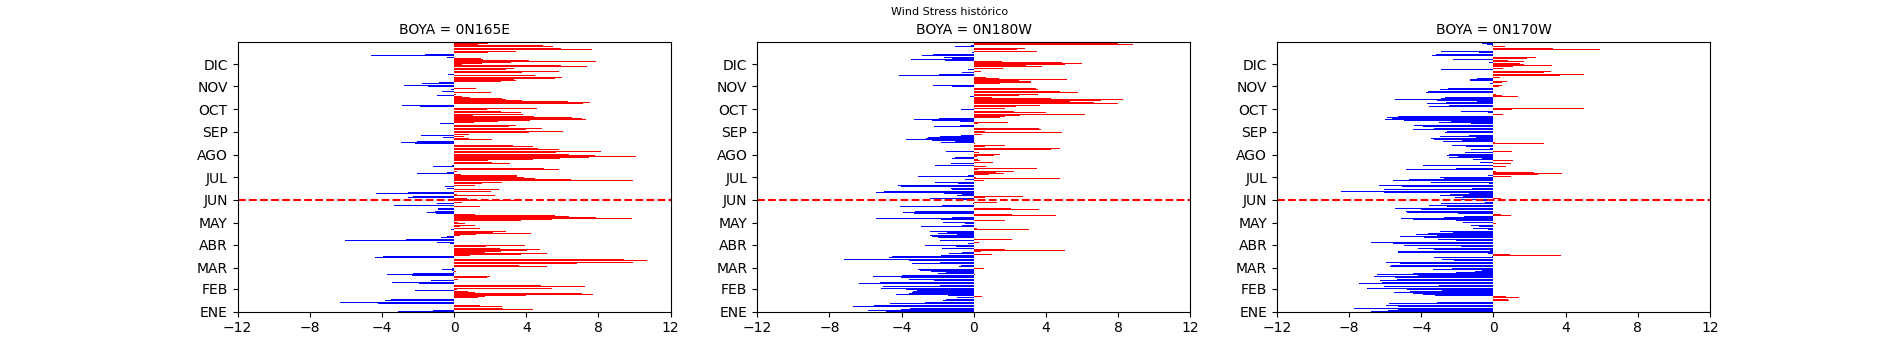 Wind Stress histórico
BOYA = 0N165E
BOYA = 0N180W
BOYA = 0N170W
DIC
NOV
OCT
SEP
AGO
JUL
JUN
MAY
ABR
MAR
FEB
ENE
−12 −8 −4 0 4 8 12
DIC
NOV
OCT
SEP
AGO
JUL
JUN
MAY
ABR
MAR
FEB
ENE
−12 −8 −4 0 4 8 12
DIC
NOV
OCT
SEP
AGO
JUL
JUN
MAY
ABR
MAR
FEB
ENE
−12 −8 −4 0 4 8 12